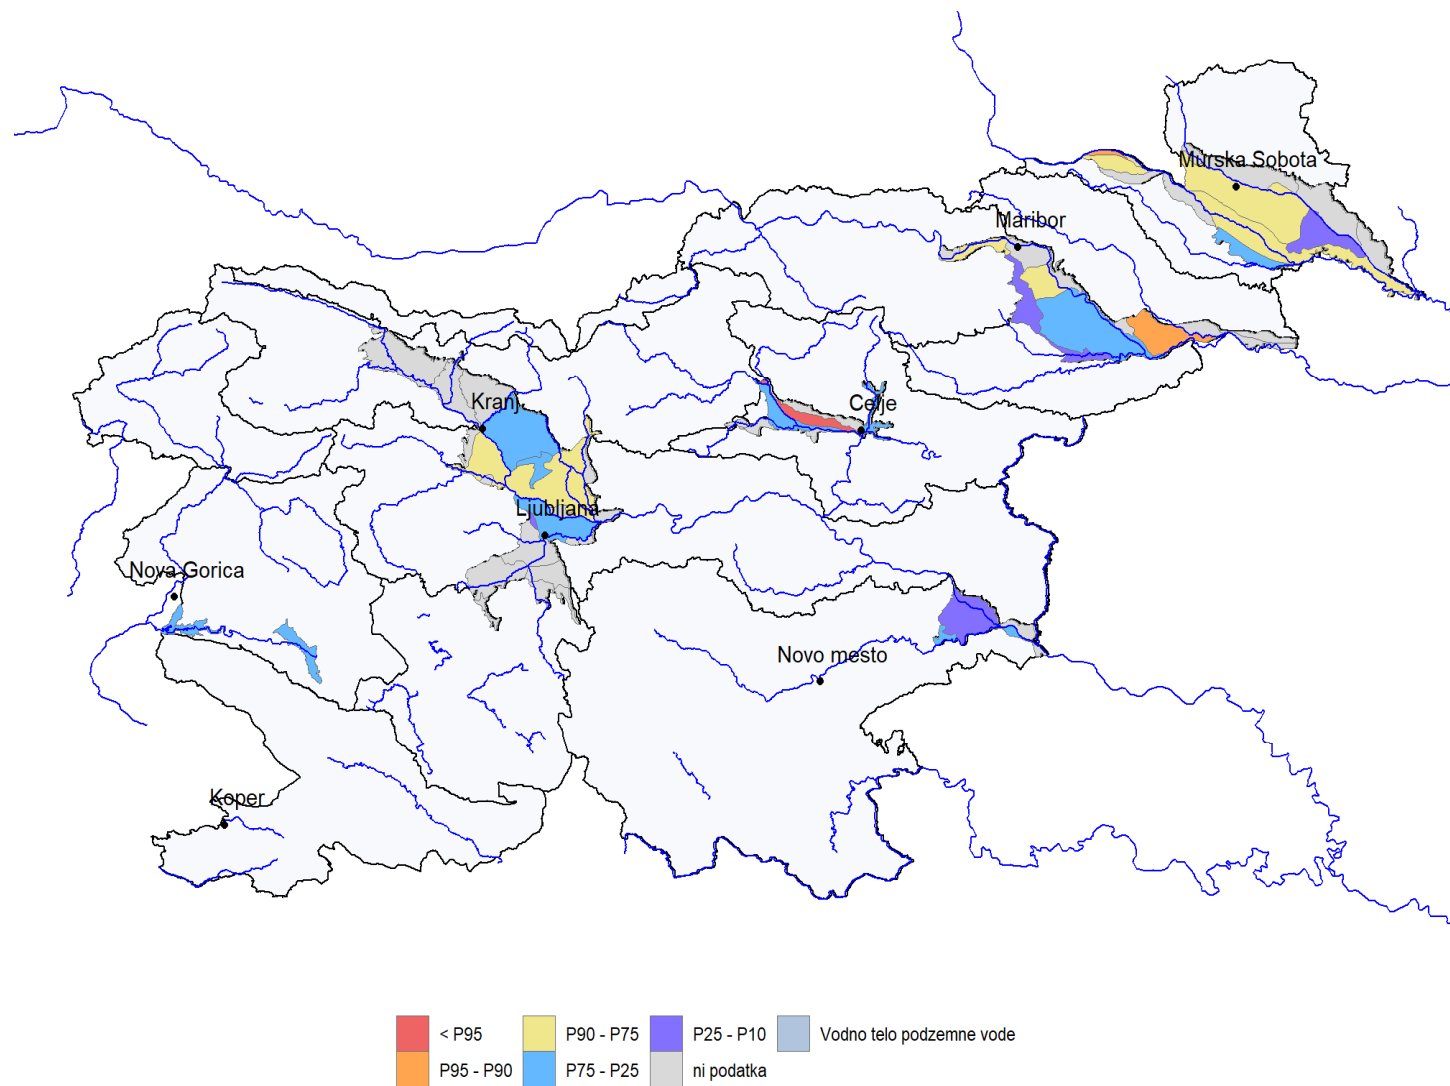 Murska Sobota
Maribor
Kranj
Celje
Ljubljana
Nova Gorica
Novo mesto
Koper
< P95
P90 - P75
P25 - P10
Vodno telo podzemne vode
P95 - P90
P75 - P25
ni podatka